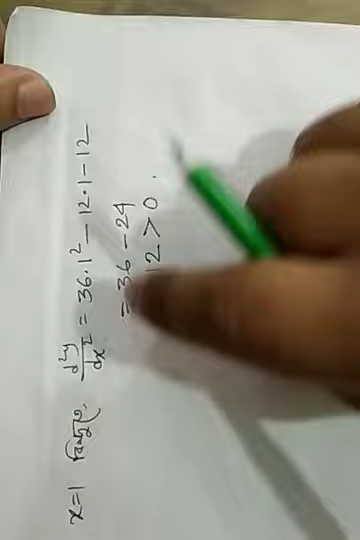 x=1 বিন্দুতে, d²y/dx² = 36.1² - 12.1 - 12
= 36 - 24
12 > 0.